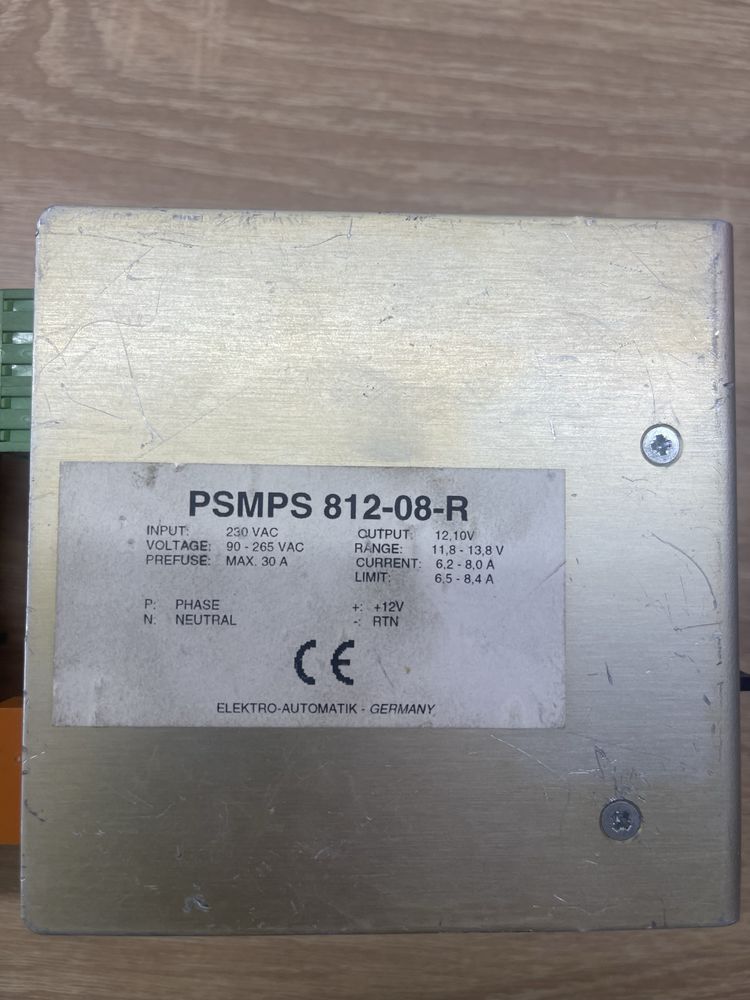 PSMPS 812-08-R
INPUT: 230 VAC OUTPUT: 12,10V
VOLTAGE: 90 - 265 VAC RANGE: 11,8 - 13,8 V
PREFUSE: MAX. 30 A CURRENT: 6,2 - 8,0 A
LIMIT: 6,5 - 8,4 A
P: PHASE +: +12V
N: NEUTRAL -: RTN
CE
ELEKTRO-AUTOMATIK - GERMANY